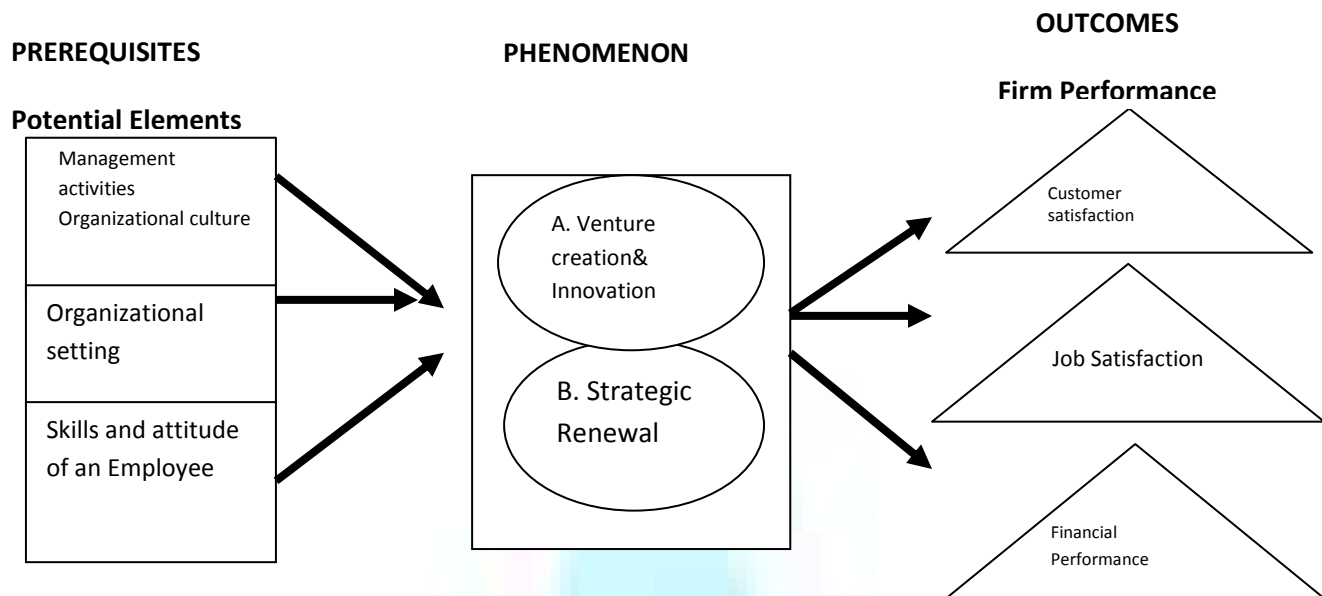 PREREQUISITES
Potential Elements
Management
activities
Organizational culture
Organizational
setting
Skills and attitude
of an Employee
PHENOMENON
A. Venture
creation&
Innovation
B. Strategic
Renewal
OUTCOMES
Firm Performance
Customer
satisfaction
Job Satisfaction
Financial
Performance